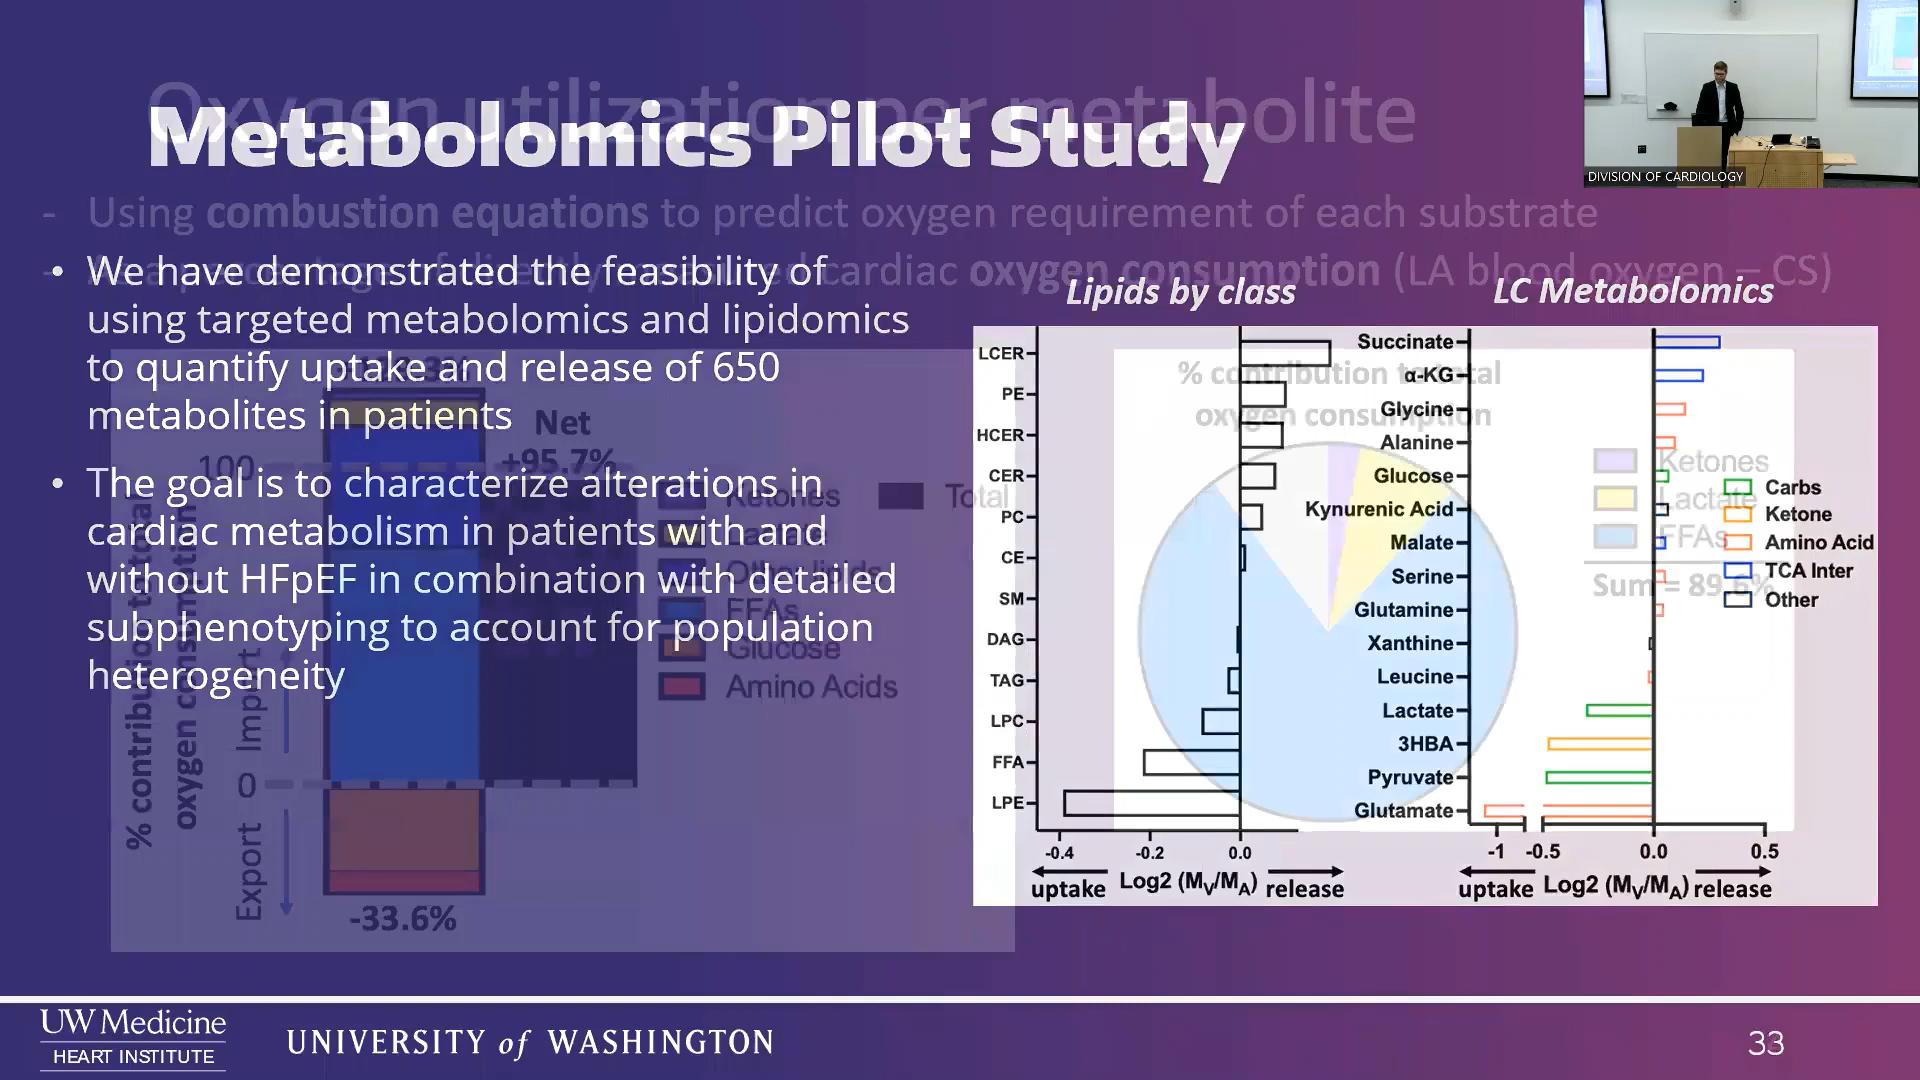 Oxygen utilization per metabolite
Metabolomics Pilot Study
DIVISION OF CARDIOLOGY
- Using combustion equations to predict oxygen requirement of each substrate
cardiac oxygen consumption (LA blood oxygen – CS)
• We have demonstrated the feasibility of
using targeted metabolomics and lipidomics
to quantify uptake and release of 650
metabolites in patients
• The goal is to characterize alterations in
cardiac metabolism in patients with and
without HFpEF in combination with detailed
subphenotyping to account for population
heterogeneity
Net
+95.7%
100
0
-33.6%
% contribution to total
oxygen consumption
Import
Export
Ketones
Total
Lactate
Other lipids
FFAs
Glucose
Amino Acids
Lipids by class
LCER
PE
HCER
CER
PC
CE
SM
DAG
TAG
LPC
FFA
LPE
-0.4 -0.2 0.0
uptake Log2 (MV/MA) release
% contribution to total
oxygen consumption
Ketones
Lactate
FFAs
Sum = 89.6%
LC Metabolomics
Succinate
α-KG
Glycine
Alanine
Glucose
Kynurenic Acid
Malate
Serine
Glutamine
Xanthine
Leucine
Lactate
3HBA
Pyruvate
Glutamate
-1 -0.5 0.0 0.5
uptake Log2 (MV/MA) release
Carbs
Ketone
Amino Acid
TCA Inter
Other
UW Medicine
HEART INSTITUTE
UNIVERSITY of WASHINGTON
33